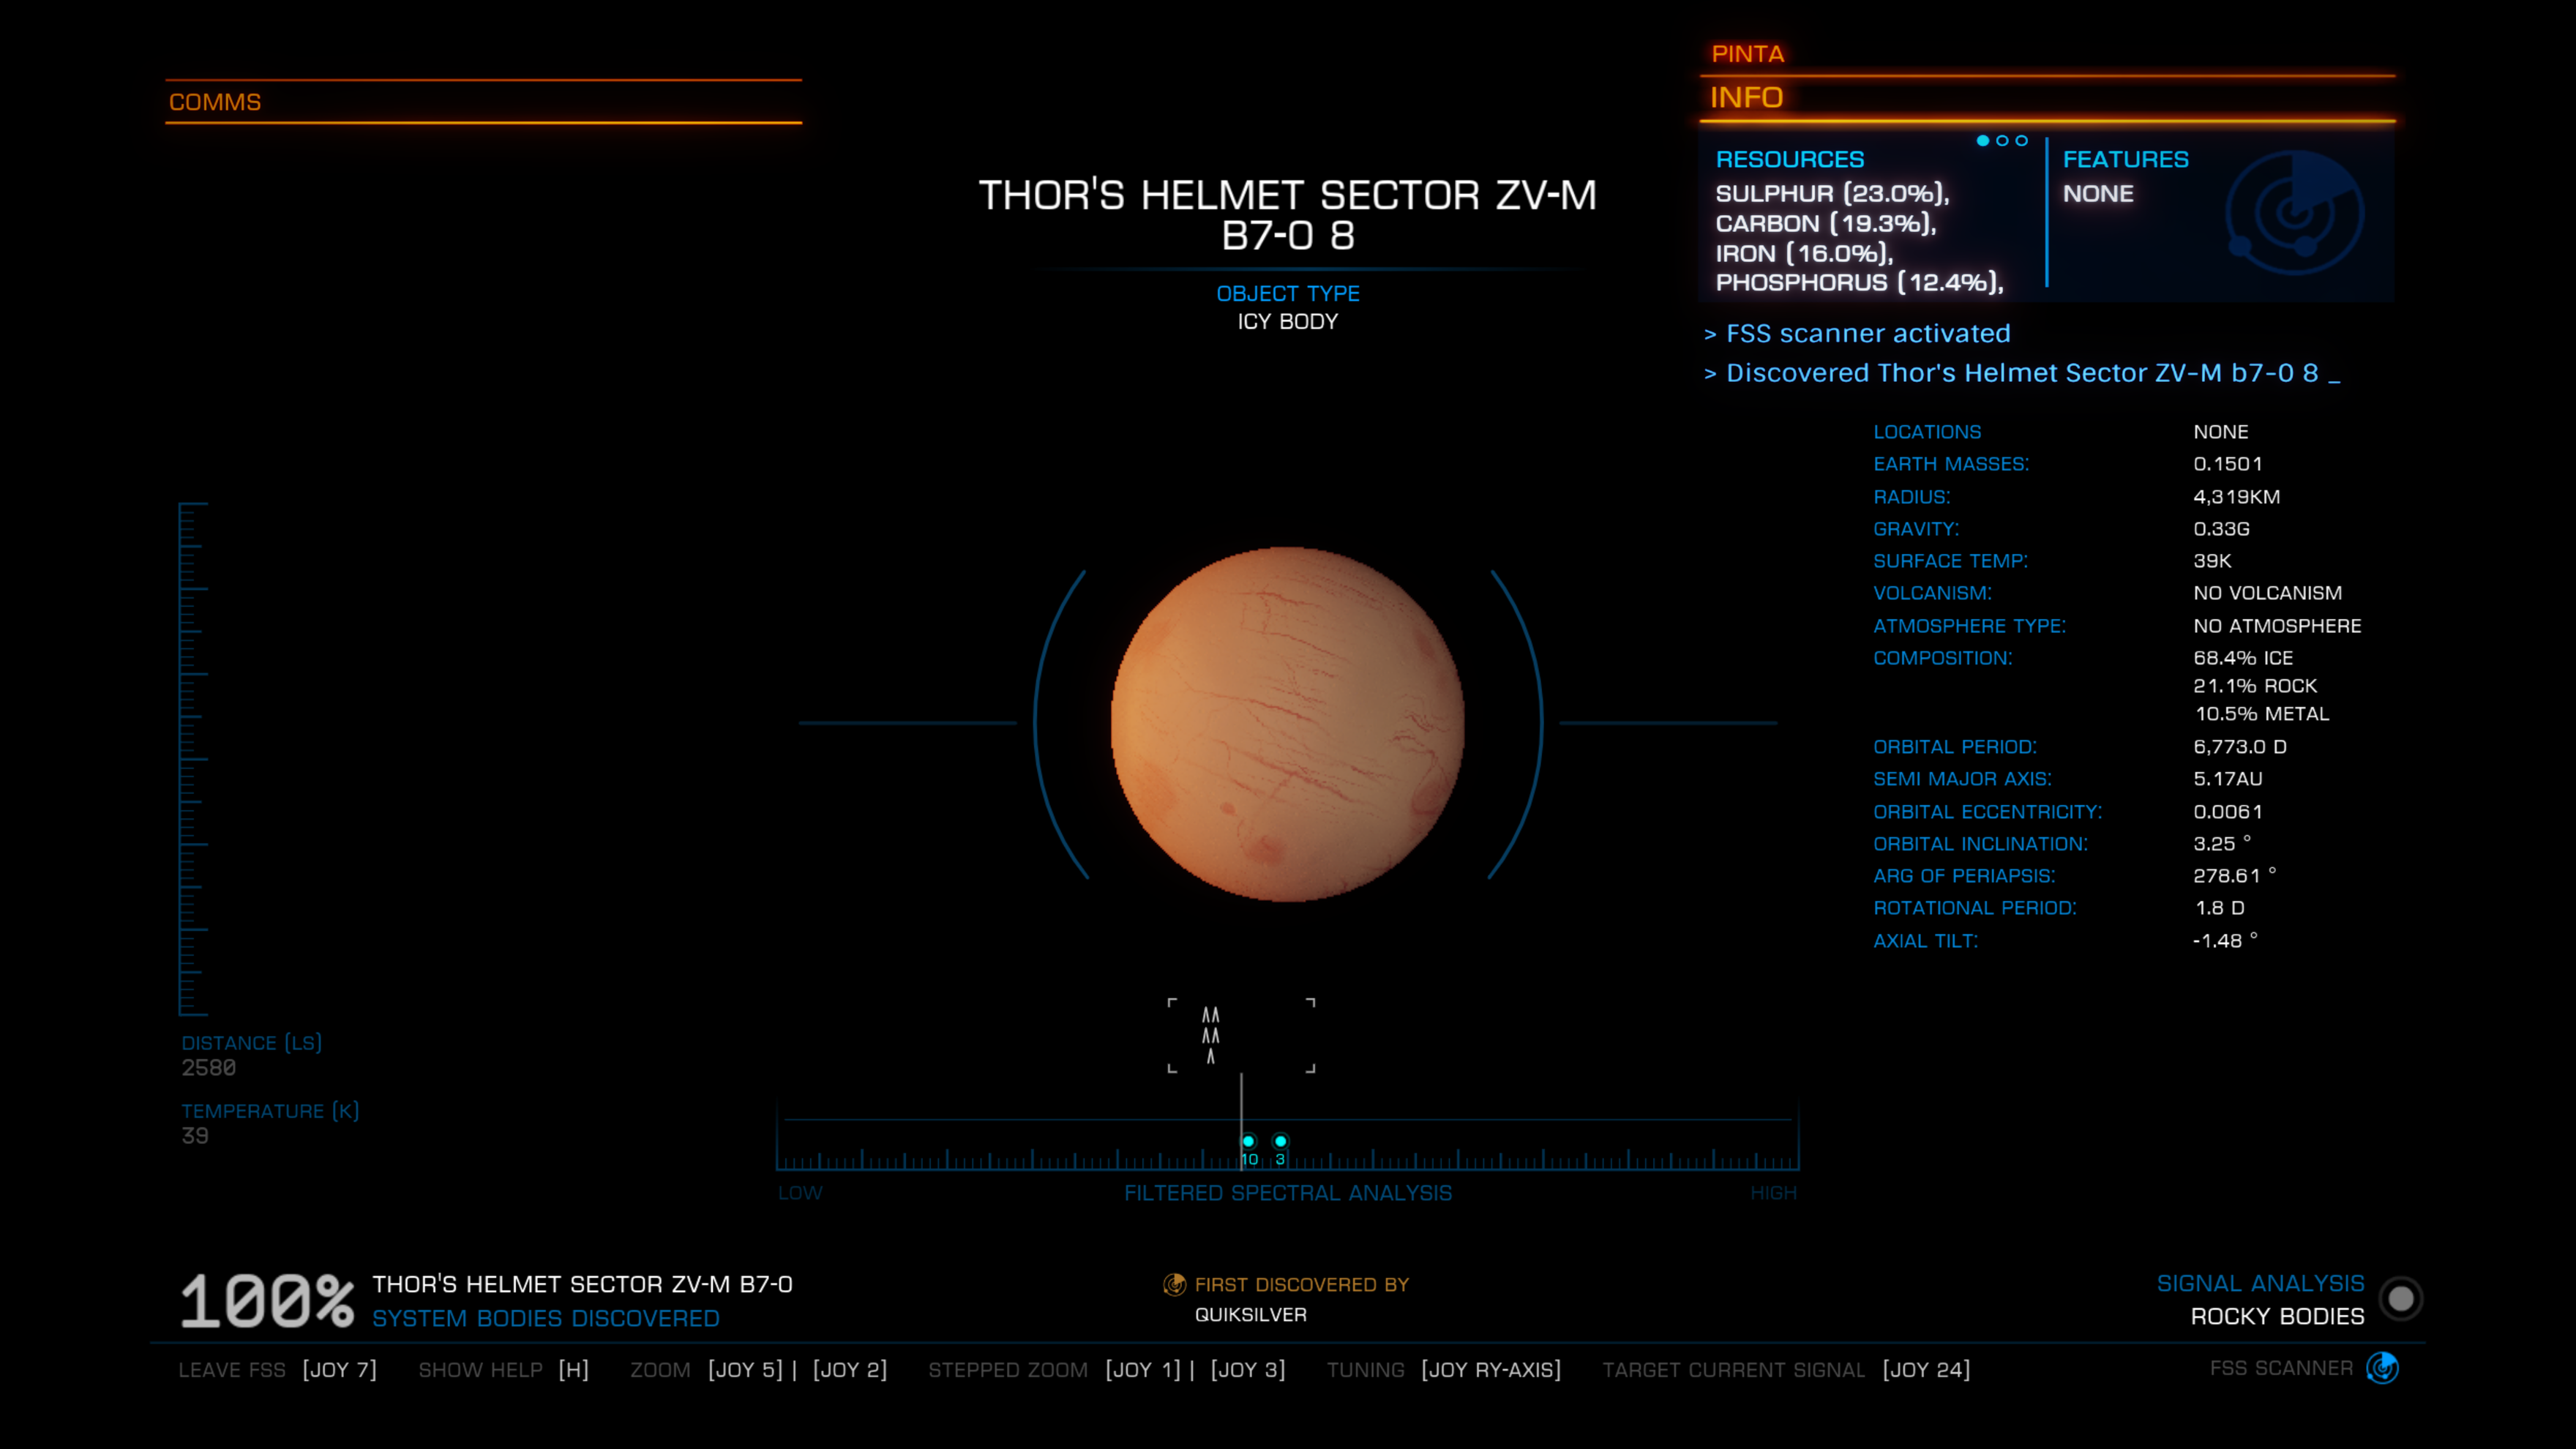 PINTA
COMMS
INFO
RESOURCES
SULPHUR (23.0%),
CARBON (19.3%),
IRON (16.0%),
PHOSPHORUS (12.4%),
FEATURES
NONE
THOR'S HELMET SECTOR ZV-M
B7-0 8
OBJECT TYPE
ICY BODY
> FSS scanner activated
> Discovered Thor's Helmet Sector ZV-M b7-0 8 _
LOCATIONS NONE
EARTH MASSES: 0.1501
RADIUS: 4,319KM
GRAVITY: 0.33G
SURFACE TEMP: 39K
VOLCANISM: NO VOLCANISM
ATMOSPHERE TYPE: NO ATMOSPHERE
COMPOSITION: 68.4% ICE
21.1% ROCK
10.5% METAL
ORBITAL PERIOD: 6,773.0 D
SEMI MAJOR AXIS: 5.17AU
ORBITAL ECCENTRICITY: 0.0061
ORBITAL INCLINATION: 3.25 °
ARG OF PERIAPSIS: 278.61 °
ROTATIONAL PERIOD: 1.8 D
AXIAL TILT: -1.48 °
DISTANCE (LS)
2580
TEMPERATURE (K)
39
10 3
LOW FILTERED SPECTRAL ANALYSIS HIGH
100%
THOR'S HELMET SECTOR ZV-M B7-0
SYSTEM BODIES DISCOVERED
FIRST DISCOVERED BY
QUIKSILVER
SIGNAL ANALYSIS
ROCKY BODIES
LEAVE FSS [JOY 7] SHOW HELP [H] ZOOM [JOY 5] | [JOY 2] STEPPED ZOOM [JOY 1] | [JOY 3] TUNING [JOY RY-AXIS] TARGET CURRENT SIGNAL [JOY 24] FSS SCANNER